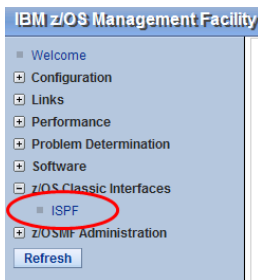 IBM z/OS Management Facility
Welcome
Configuration
Links
Performance
Problem Determination
Software
z/OS Classic Interfaces
ISPF
z/OSMF Administration
Refresh